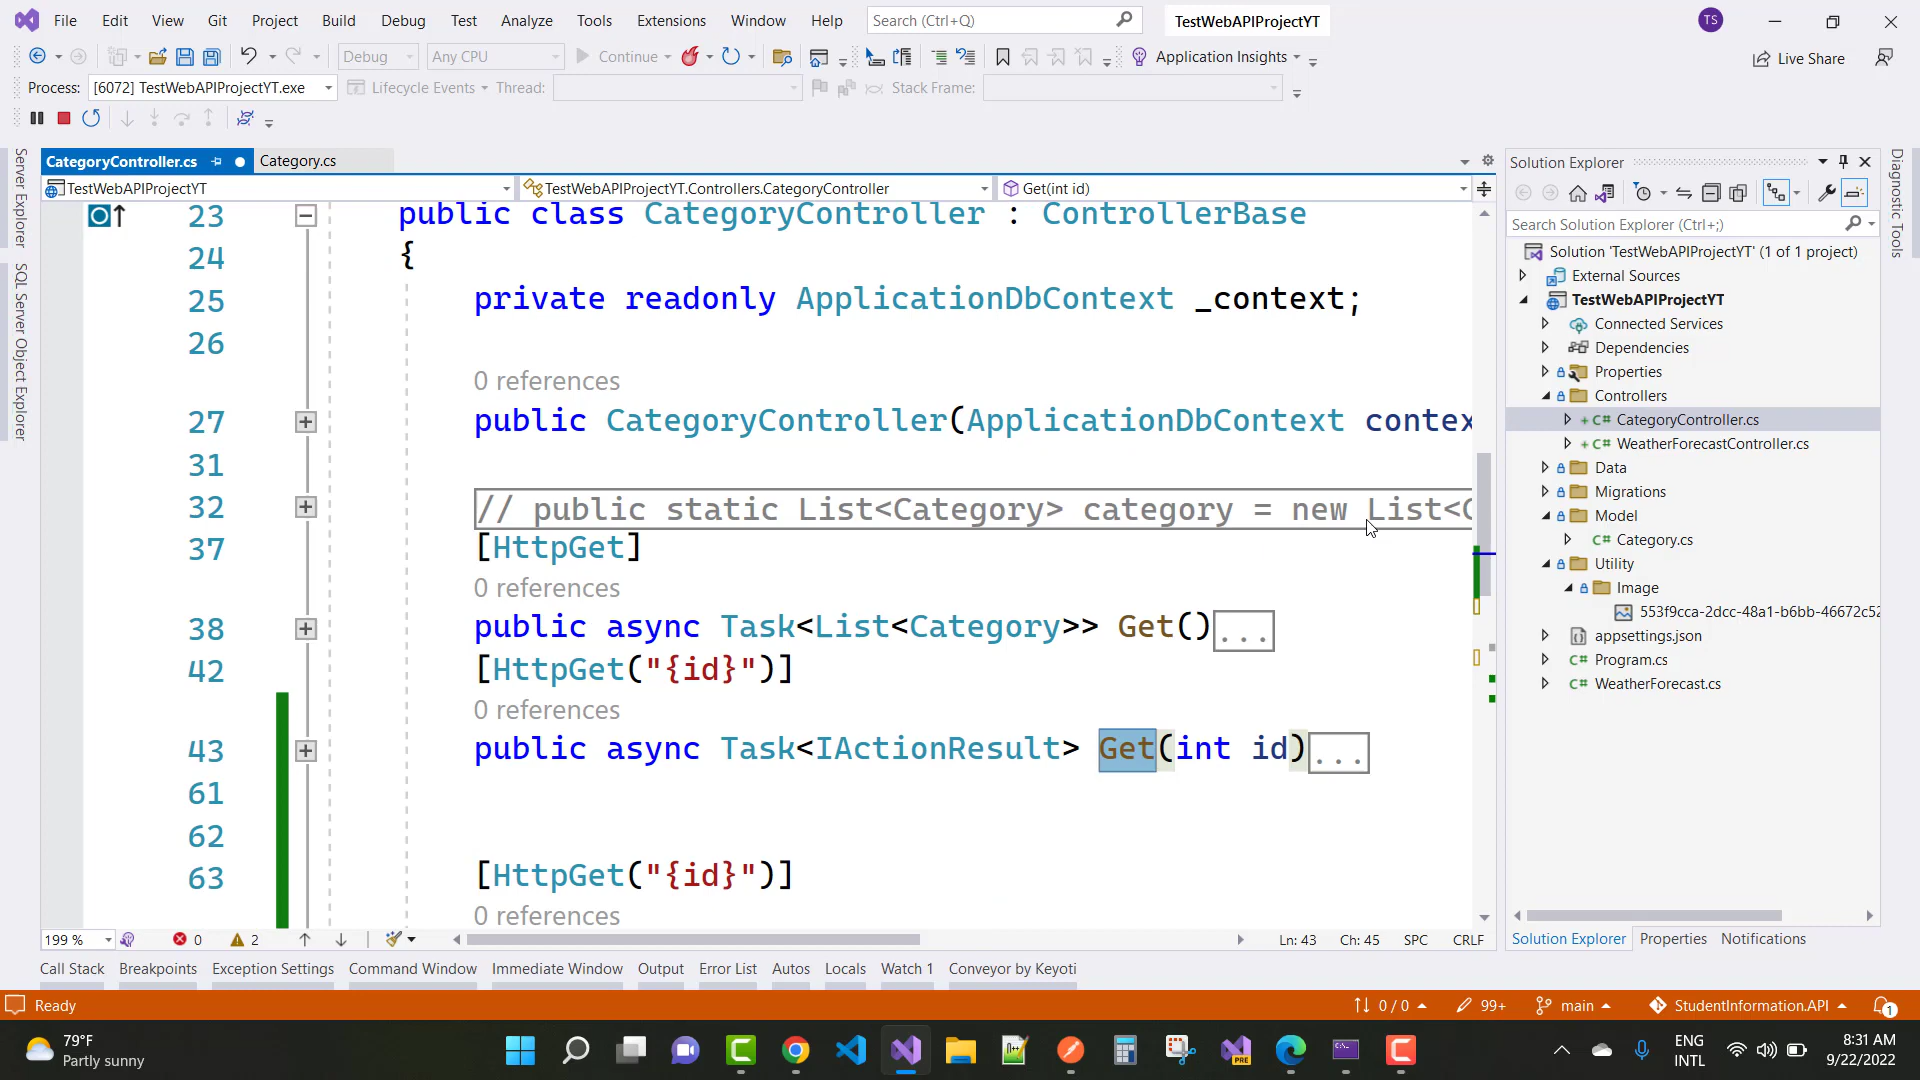 File Edit View Git Project Build Debug Test Analyze Tools Extensions Window Help Search (Ctrl+Q) TestWebAPIProjectYT TS
Debug Any CPU Continue Application Insights Live Share
Process: [6072] TestWebAPIProjectYT.exe Lifecycle Events Thread: Stack Frame:
Server Explorer
SQL Server Object Explorer
CategoryController.cs Category.cs
TestWebAPIProjectYT TestWebAPIProjectYT.Controllers.CategoryController Get(int id)
23 public class CategoryController : ControllerBase
24 {
25 private readonly ApplicationDbContext _context;
26
0 references
27 public CategoryController(ApplicationDbContext contex
31
32 // public static List<Category> category = new List<C
37 [HttpGet]
0 references
38 public async Task<List<Category>> Get()...
42 [HttpGet("{id}")]
0 references
43 public async Task<IActionResult> Get(int id)...
61
62
63 [HttpGet("{id}")]
0 references
199 % 0 2 Ln: 43 Ch: 45 SPC CRLF
Solution Explorer
Search Solution Explorer (Ctrl+;)
Solution 'TestWebAPIProjectYT' (1 of 1 project)
External Sources
TestWebAPIProjectYT
Connected Services
Dependencies
Properties
Controllers
CategoryController.cs
WeatherForecastController.cs
Data
Migrations
Model
Category.cs
Utility
Image
553f9cca-2dcc-48a1-b6bb-46672c52
appsettings.json
Program.cs
WeatherForecast.cs
Solution Explorer Properties Notifications
Diagnostic Tools
Call Stack Breakpoints Exception Settings Command Window Immediate Window Output Error List Autos Locals Watch 1 Conveyor by Keyoti
Ready 0 / 0 99+ main StudentInformation.API 1
79°F
Partly sunny
PRE
ENG
INTL
8:31 AM
9/22/2022